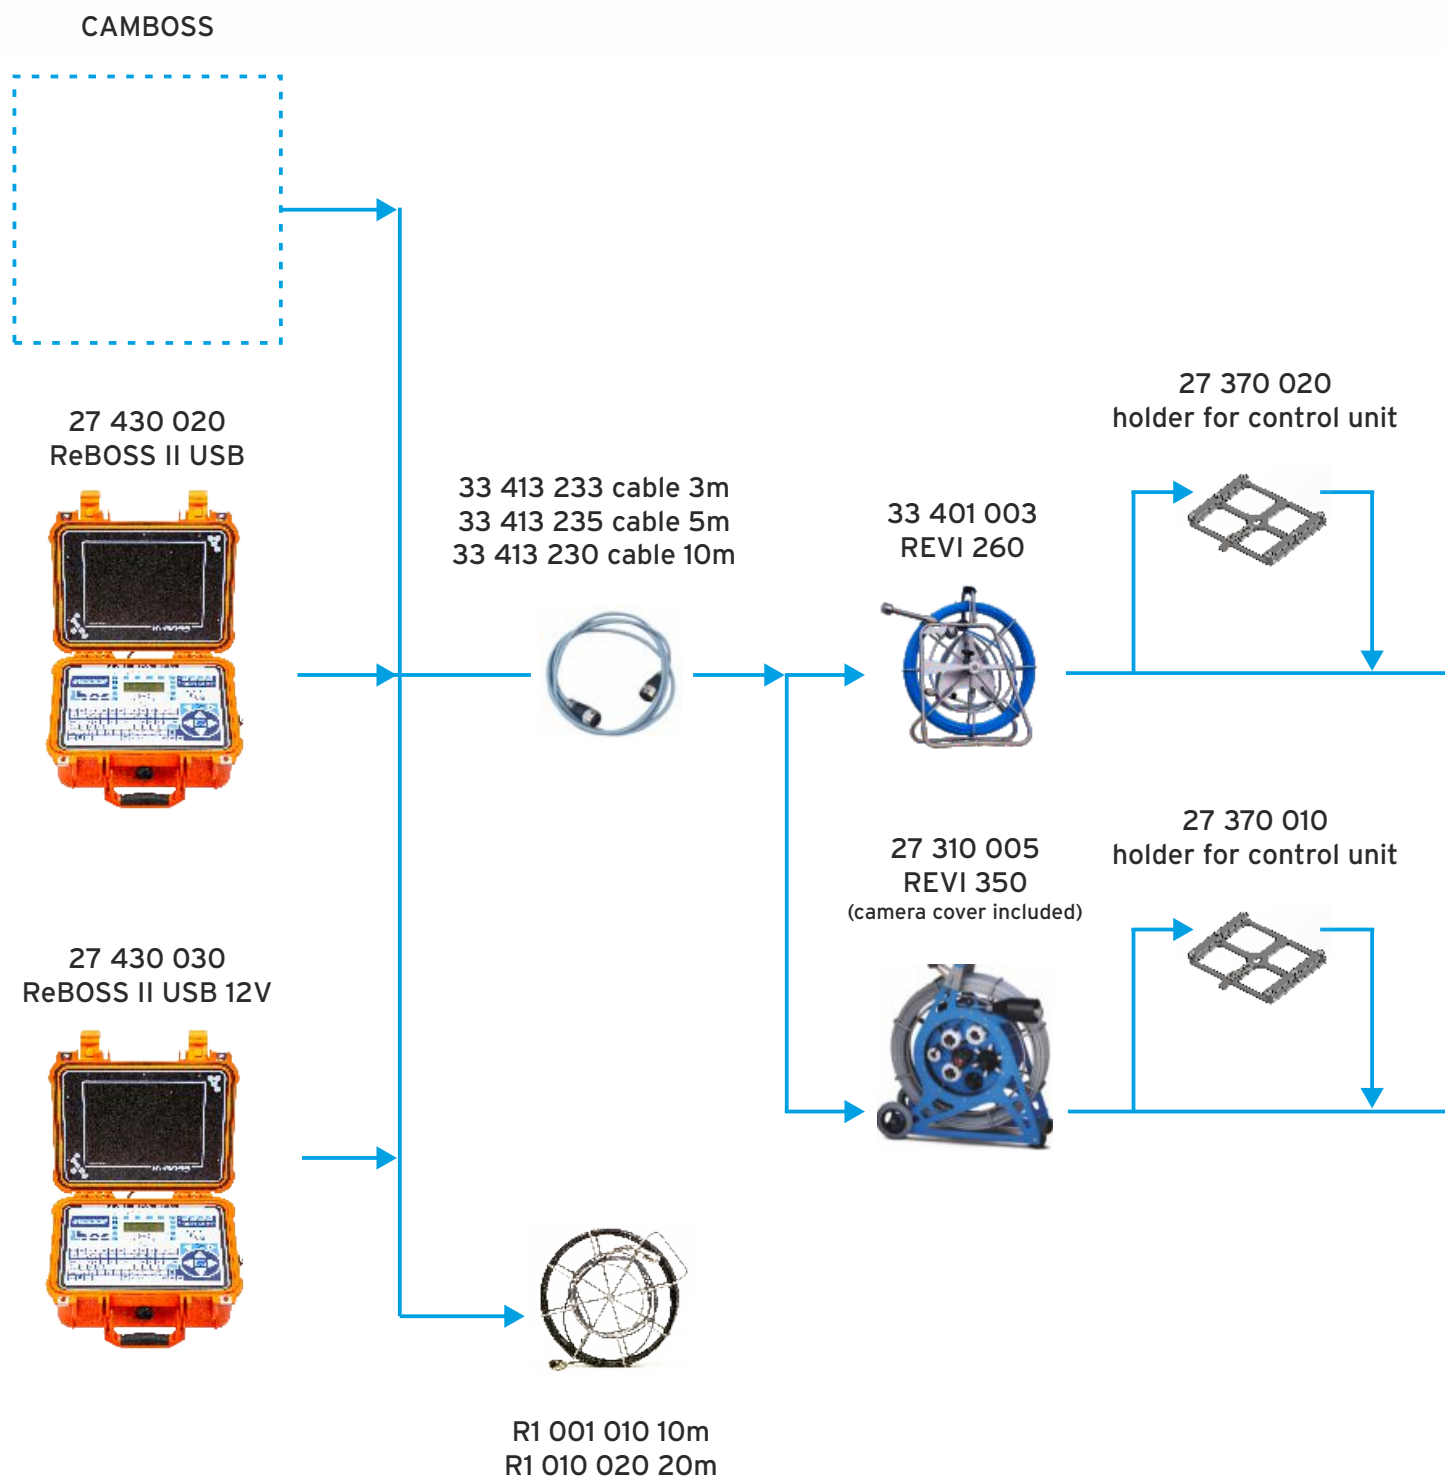 CAMBOSS
27 430 020
ReBOSS II USB
33 413 233 cable 3m
33 413 235 cable 5m
33 413 230 cable 10m
33 401 003
REVI 260
27 370 020
holder for control unit
27 310 005
REVI 350
(camera cover included)
27 370 010
holder for control unit
27 430 030
ReBOSS II USB 12V
R1 001 010 10m
R1 010 020 20m